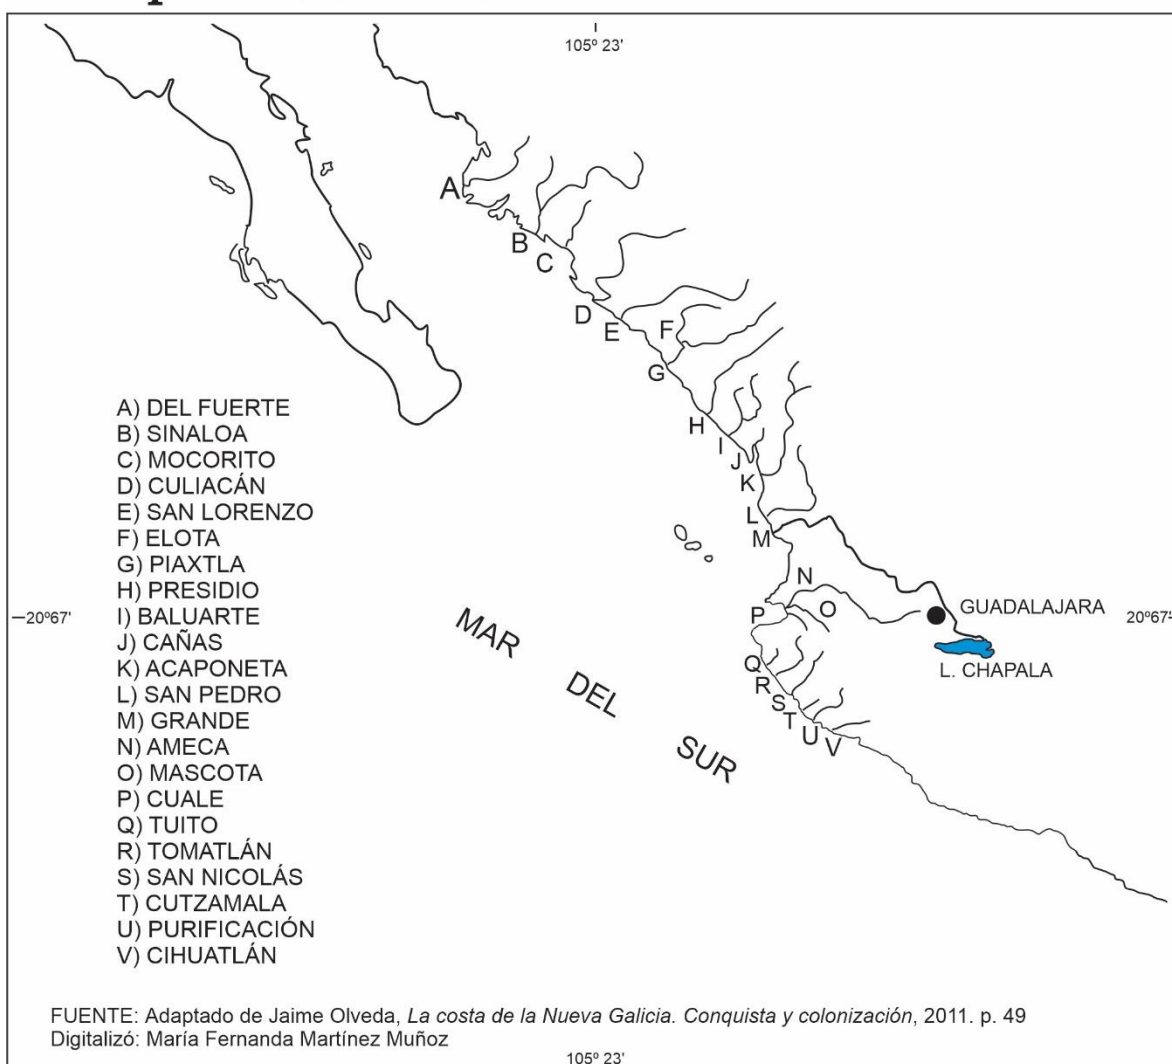 105º 23'
A
B
C
D
E
F
G
H
I
J
K
L
M
N
O
P
Q
R
S
T
U
V
A) DEL FUERTE
B) SINALOA
C) MOCORITO
D) CULIACÁN
E) SAN LORENZO
F) ELOTA
G) PIAXTLA
H) PRESIDIO
I) BALUARTE
J) CAÑAS
K) ACAPONETA
L) SAN PEDRO
M) GRANDE
N) AMECA
O) MASCOTA
P) CUALE
Q) TUITO
R) TOMATLÁN
S) SAN NICOLÁS
T) CUTZAMALA
U) PURIFICACIÓN
V) CIHUATLÁN
20º67'
GUADALAJARA
20º67'
L. CHAPALA
MAR DEL SUR
FUENTE: Adaptado de Jaime Olveda, La costa de la Nueva Galicia. Conquista y colonización, 2011. p. 49
Digitalizó: María Fernanda Martínez Muñoz
105º 23'